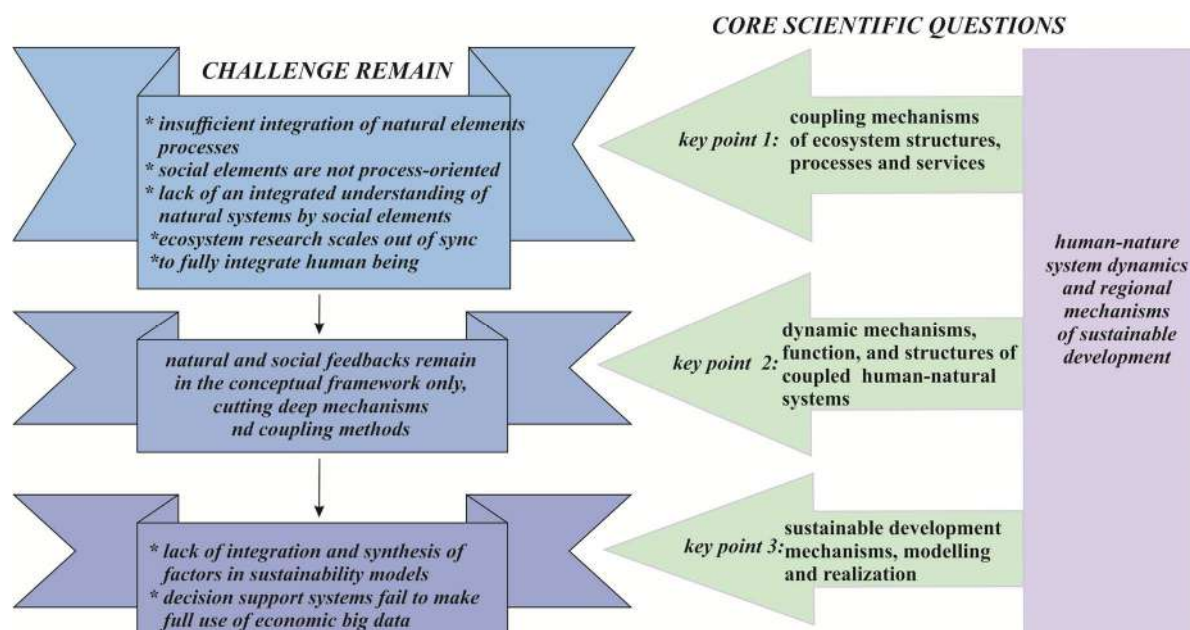 CORE SCIENTIFIC QUESTIONS
CHALLENGE REMAIN
* insufficient integration of natural elements
processes
* social elements are not process-oriented
* lack of an integrated understanding of
natural systems by social elements
*ecosystem research scales out of sync
*to fully integrate human being
key point 1:
coupling mechanisms
of ecosystem structures,
processes and services
natural and social feedbacks remain
in the conceptual framework only,
cutting deep mechanisms
nd coupling methods
key point 2:
dynamic mechanisms,
function, and structures of
coupled human-natural
systems
* lack of integration and synthesis of
factors in sustainability models
* decision support systems fail to make
full use of economic big data
key point 3:
sustainable development
mechanisms, modelling
and realization
human-nature
system dynamics
and regional
mechanisms
of sustainable
development